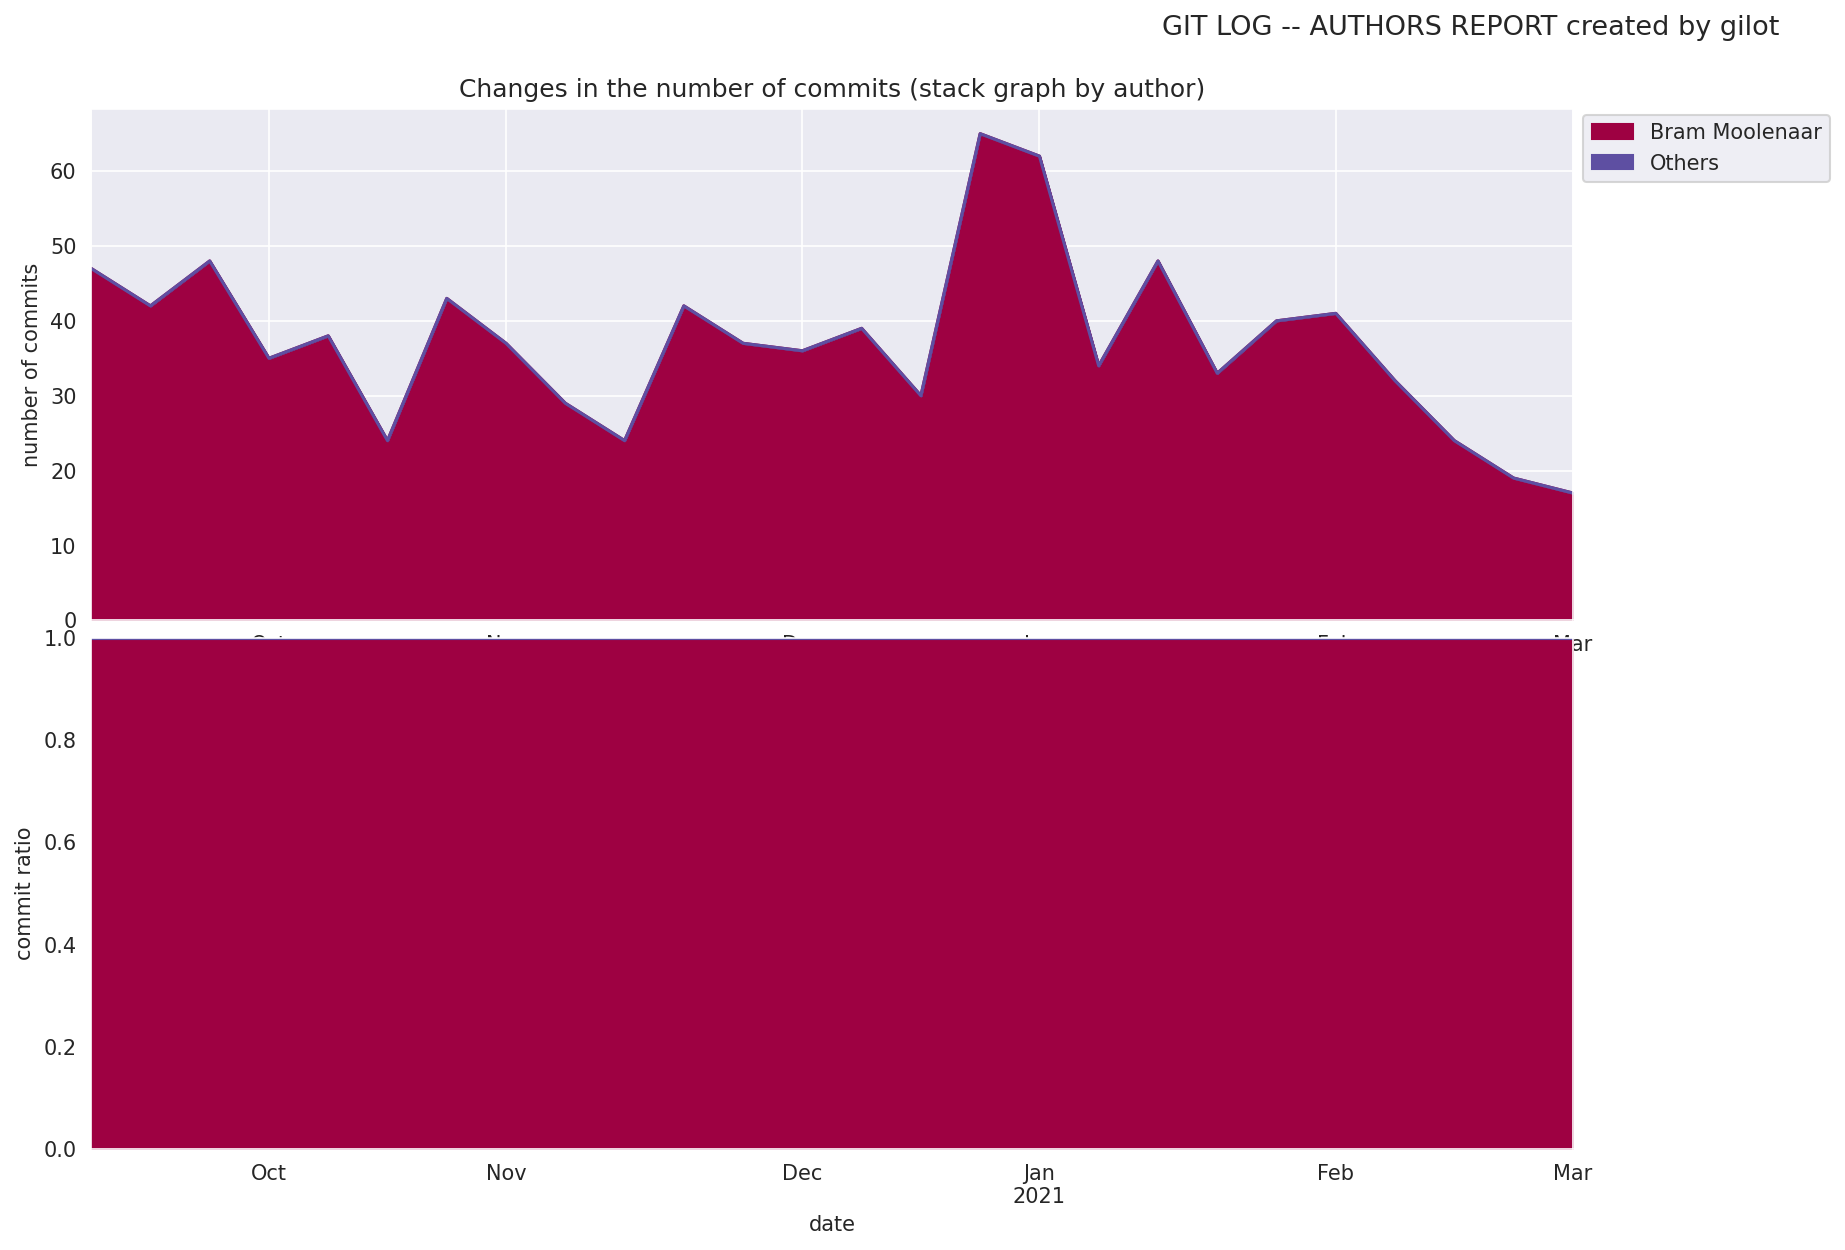 GIT LOG -- AUTHORS REPORT created by gilot
Changes in the number of commits (stack graph by author)
Bram Moolenaar
Others
number of commits
60
50
40
30
20
10
0
commit ratio
1.0
0.8
0.6
0.4
0.2
0.0
Oct Nov Dec Jan Feb Mar
2021
date